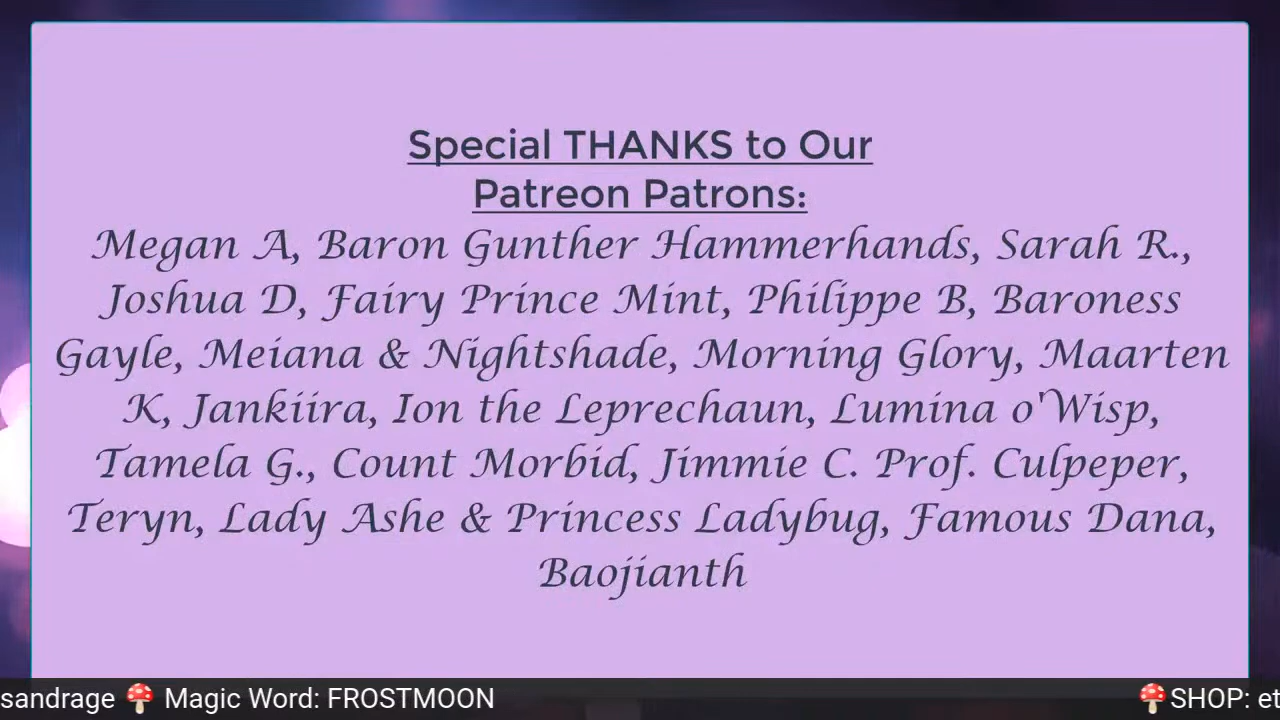 Special THANKS to Our
Patreon Patrons:
Megan A, Baron Gunther Hammerhands, Sarah R.,
Joshua D, Fairy Prince Mint, Philippe B, Baroness
Gayle, Meiana & Nightshade, Morning Glory, Maarten
K, Jankiira, Ion the Leprechaun, Lumina o'Wisp,
Tamela G., Count Morbid, Jimmie C. Prof. Culpeper,
Teryn, Lady Ashe & Princess Ladybug, Famous Dana,
Baojianth
sandrage 🍄 Magic Word: FROSTMOON 🍄SHOP: et